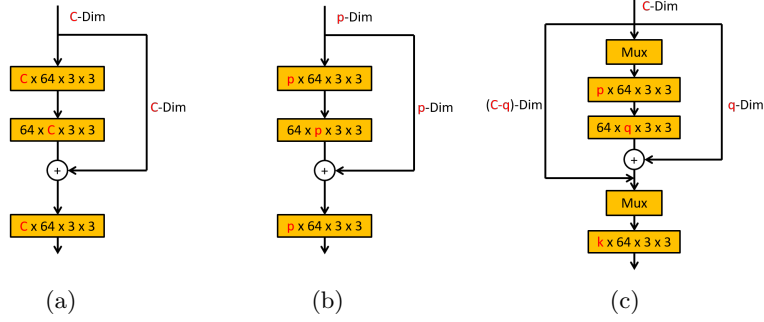 C-Dim
C x 64 x 3 x 3
C-Dim
64 x C x 3 x 3
+
C x 64 x 3 x 3
(a)
p-Dim
p x 64 x 3 x 3
p-Dim
64 x p x 3 x 3
+
p x 64 x 3 x 3
(b)
C-Dim
Mux
p x 64 x 3 x 3
(C-q)-Dim
q-Dim
64 x q x 3 x 3
+
Mux
k x 64 x 3 x 3
(c)